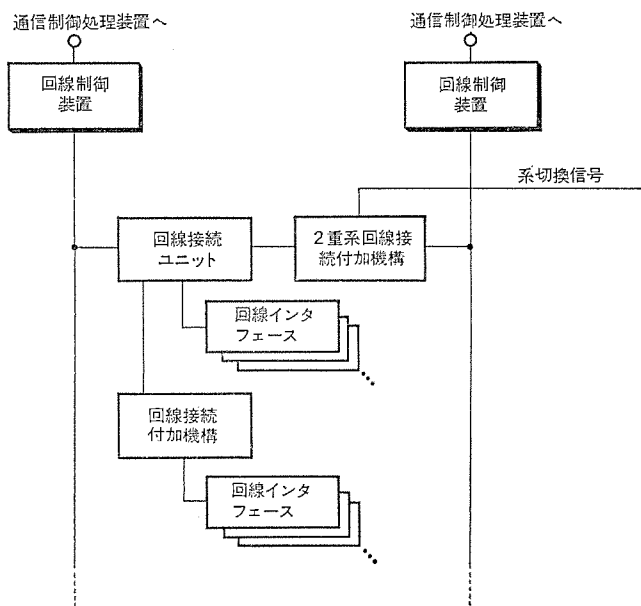 通信制御処理装置へ
通信制御処理装置へ
回線制御
装置
回線制御
装置
系切換信号
回線接続
ユニット
2重系回線接
続付加機構
回線インタ
フェース
回線接続
付加機構
回線インタ
フェース